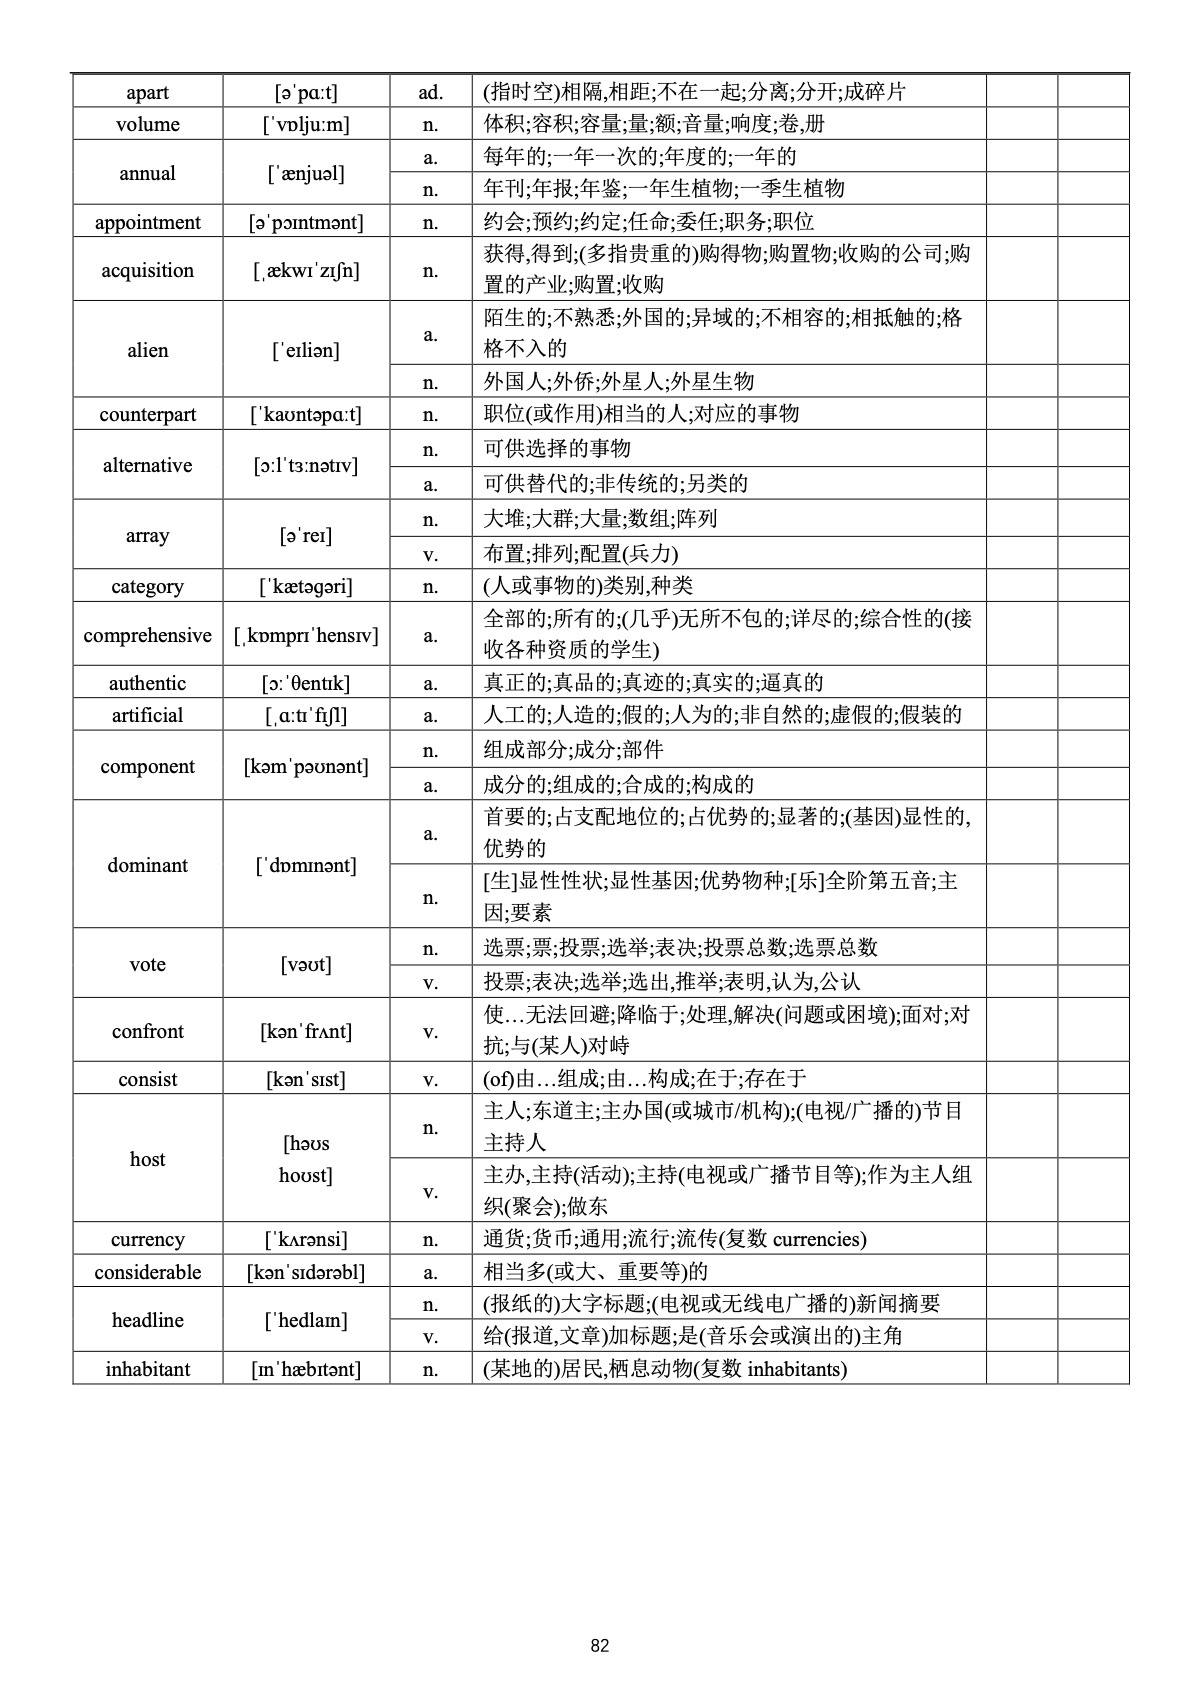 apart [əˈpɑːt] ad. (指时空)相隔,相距;不在一起;分离;分开;成碎片
volume [ˈvɒljuːm] n. 体积;容积;容量;量;额;音量;响度;卷,册
annual [ˈænjuəl] a. 每年的;一年一次的;年度的;一年的
n. 年刊;年报;年鉴;一年生植物;一季生植物
appointment [əˈpɔɪntmənt] n. 约会;预约;约定;任命;委任;职务;职位
acquisition [ˌækwɪˈzɪʃn] n. 获得,得到;(多指贵重的)购得物;购置物;收购的公司;购
置的产业;购置;收购
alien [ˈeɪliən] a. 陌生的;不熟悉;外国的;异域的;不相容的;相抵触的;格
格不入的
n. 外国人;外侨;外星人;外星生物
counterpart [ˈkaʊntəpɑːt] n. 职位(或作用)相当的人;对应的事物
alternative [ɔːlˈtɜːnətɪv] n. 可供选择的事物
a. 可供替代的;非传统的;另类的
array [əˈreɪ] n. 大堆;大群;大量;数组;阵列
v. 布置;排列;配置(兵力)
category [ˈkætəɡəri] n. (人或事物的)类别,种类
comprehensive [ˌkɒmprɪˈhensɪv] a. 全部的;所有的;(几乎)无所不包的;详尽的;综合性的(接
收各种资质的学生)
authentic [ɔːˈθentɪk] a. 真正的;真品的;真迹的;真实的;逼真的
artificial [ˌɑːtɪˈfɪʃl] a. 人工的;人造的;假的;人为的;非自然的;虚假的;假装的
component [kəmˈpəʊnənt] n. 组成部分;成分;部件
a. 成分的;组成的;合成的;构成的
dominant [ˈdɒmɪnənt] a. 首要的;占支配地位的;占优势的;显著的;(基因)显性的,
优势的
n. [生]显性性状;显性基因;优势物种;[乐]全阶第五音;主
因;要素
vote [vəʊt] n. 选票;票;投票;选举;表决;投票总数;选票总数
v. 投票;表决;选举;选出,推举;表明,认为,公认
confront [kənˈfrʌnt] v. 使…无法回避;降临于;处理,解决(问题或困境);面对;对
抗;与(某人)对峙
consist [kənˈsɪst] v. (of)由…组成;由…构成;在于;存在于
host [həʊs
hoʊst] n. 主人;东道主;主办国(或城市/机构);(电视/广播的)节目
主持人
v. 主办,主持(活动);主持(电视或广播节目等);作为主人组
织(聚会);做东
currency [ˈkʌrənsi] n. 通货;货币;通用;流行;流传(复数 currencies)
considerable [kənˈsɪdərəbl] a. 相当多(或大、重要等)的
headline [ˈhedlaɪn] n. (报纸的)大字标题;(电视或无线电广播的)新闻摘要
v. 给(报道,文章)加标题;是(音乐会或演出的)主角
inhabitant [ɪnˈhæbɪtənt] n. (某地的)居民,栖息动物(复数 inhabitants)
82